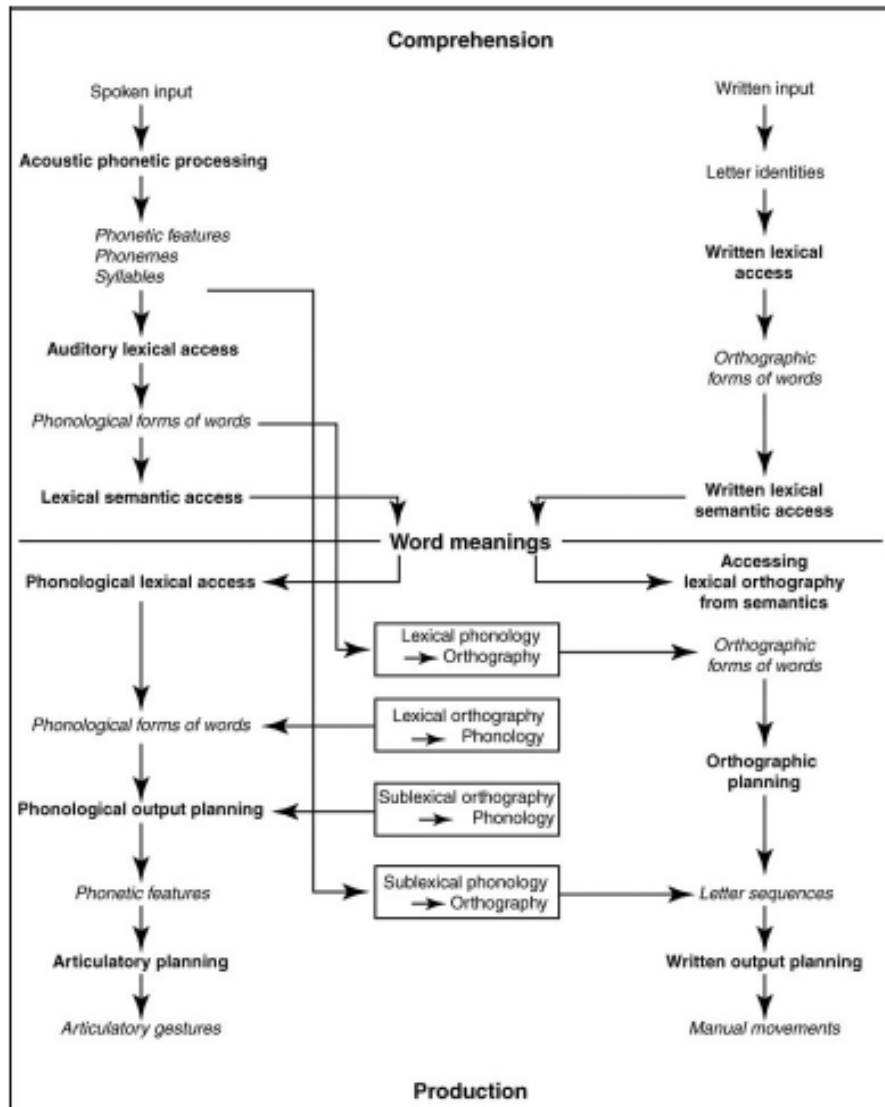 Comprehension
Spoken input
Written input
Acoustic phonetic processing
Letter identities
Phonetic features
Phonemes
Syllables
Written lexical
access
Auditory lexical access
Orthographic
forms of words
Phonological forms of words
Lexical semantic access
Written lexical
semantic access
Word meanings
Phonological lexical access
Accessing
lexical orthography
from semantics
Lexical phonology
→ Orthography
Orthographic
forms of words
Phonological forms of words
Lexical orthography
→ Phonology
Orthographic
planning
Phonological output planning
Sublexical orthography
→ Phonology
Phonetic features
Sublexical phonology
→ Orthography
Letter sequences
Articulatory planning
Written output planning
Articulatory gestures
Manual movements
Production